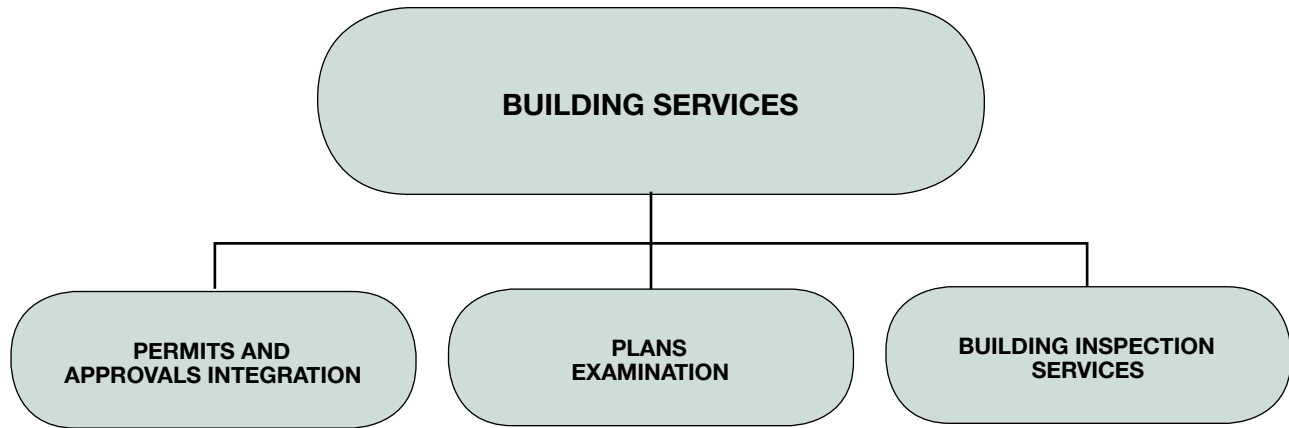 BUILDING SERVICES
PERMITS AND
APPROVALS INTEGRATION
PLANS
EXAMINATION
BUILDING INSPECTION
SERVICES